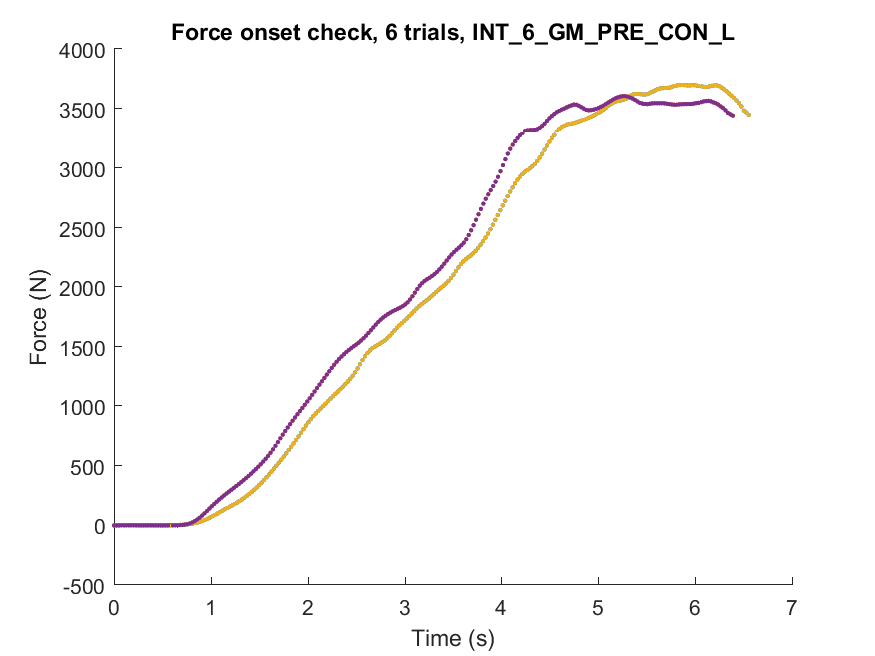 Force onset check, 6 trials, INT_6_GM_PRE_CON_L
4000
3500
3000
2500
2000
1500
1000
500
0
-500
Force (N)
0 1 2 3 4 5 6 7
Time (s)